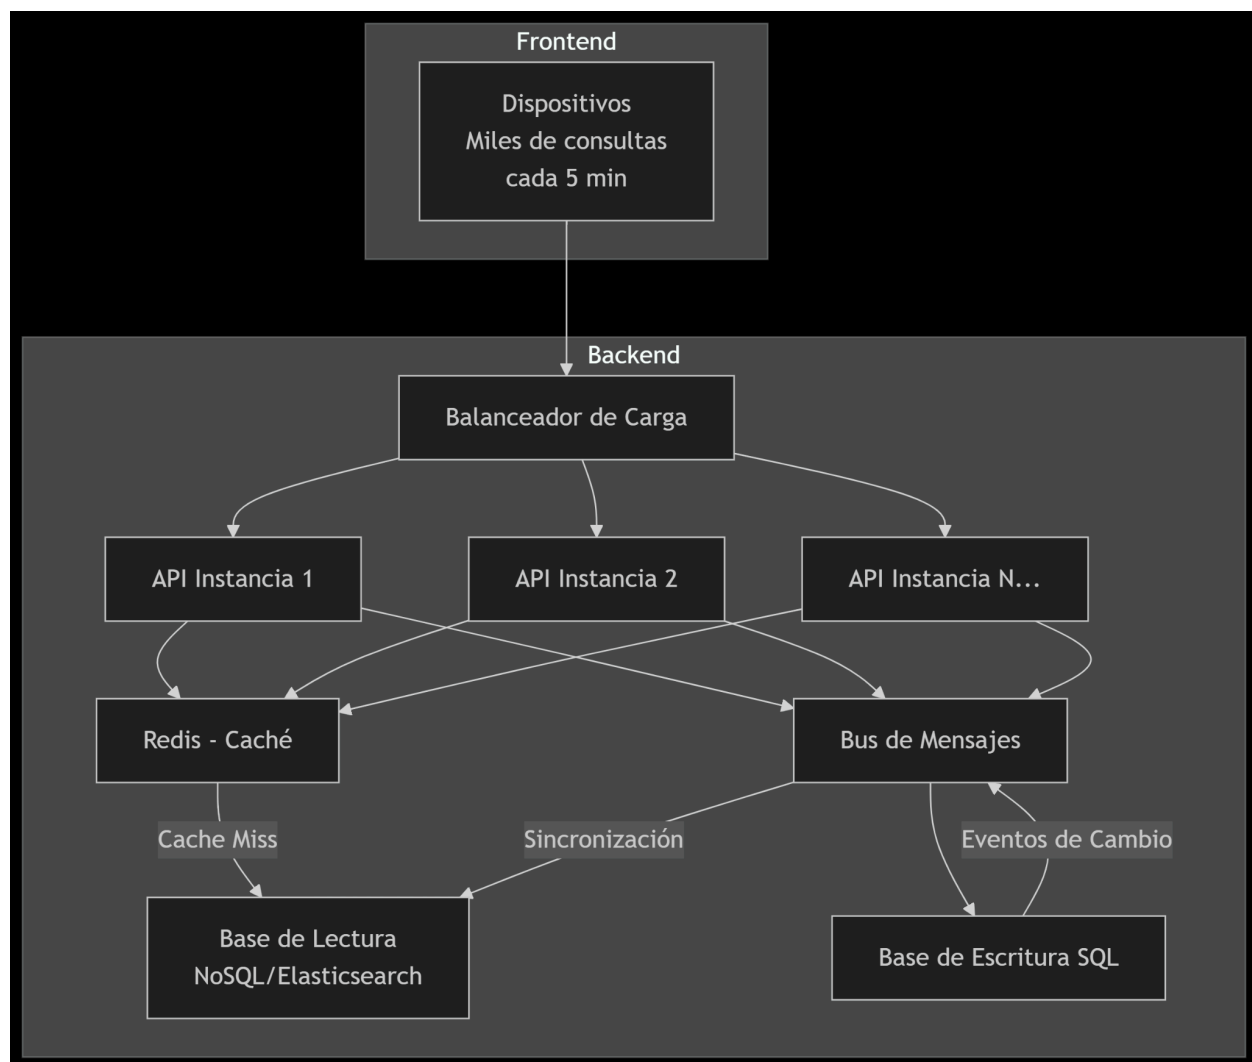 Frontend
Dispositivos
Miles de consultas
cada 5 min
Backend
Balanceador de Carga
API Instancia 1
API Instancia 2
API Instancia N...
Redis - Caché
Bus de Mensajes
Cache Miss
Sincronización
Eventos de Cambio
Base de Lectura
NoSQL/Elasticsearch
Base de Escritura SQL